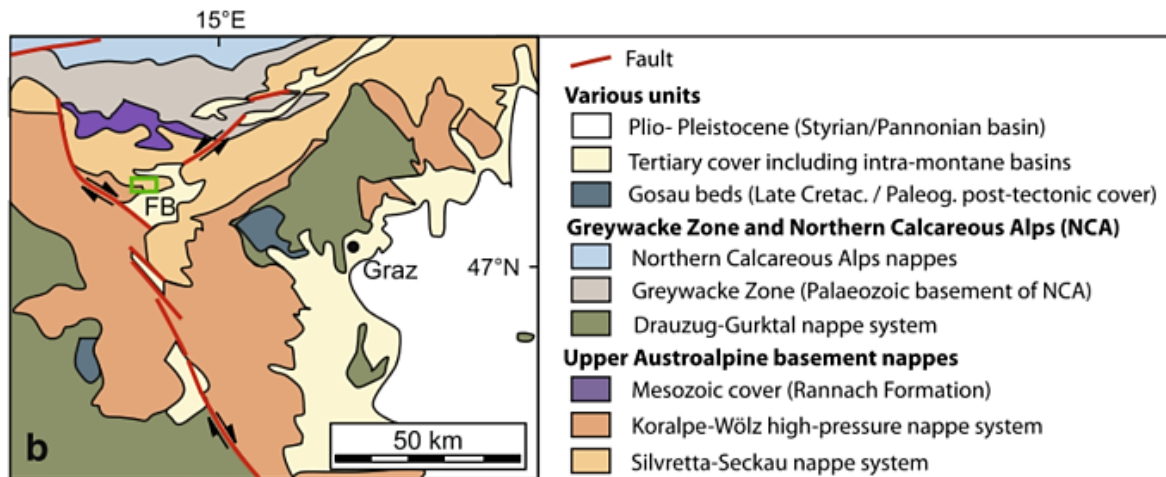 15°E
FB
Graz
47°N
50 km
b
Fault
Various units
Plio- Pleistocene (Styrian/Pannonian basin)
Tertiary cover including intra-montane basins
Gosau beds (Late Cretac. / Paleog. post-tectonic cover)
Greywacke Zone and Northern Calcareous Alps (NCA)
Northern Calcareous Alps nappes
Greywacke Zone (Palaeozoic basement of NCA)
Drauzug-Gurktal nappe system
Upper Austroalpine basement nappes
Mesozoic cover (Rannach Formation)
Koralpe-Wölz high-pressure nappe system
Silvretta-Seckau nappe system